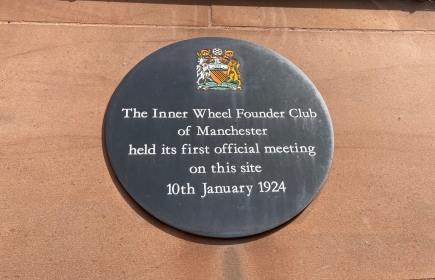 The Inner Wheel Founder Club
of Manchester
held its first official meeting
on this site
10th January 1924